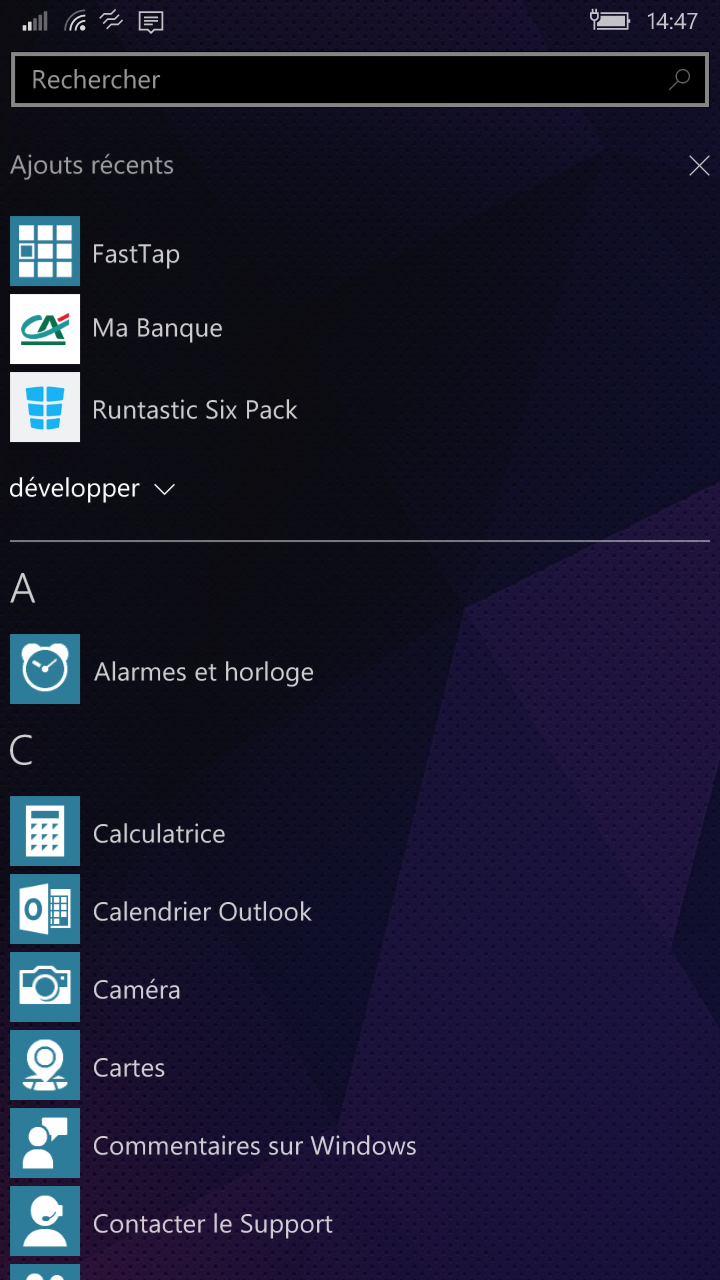 14:47
Rechercher
Ajouts récents
FastTap
CA
Ma Banque
Runtastic Six Pack
développer
A
Alarmes et horloge
C
Calculatrice
Calendrier Outlook
Caméra
Cartes
Commentaires sur Windows
Contacter le Support